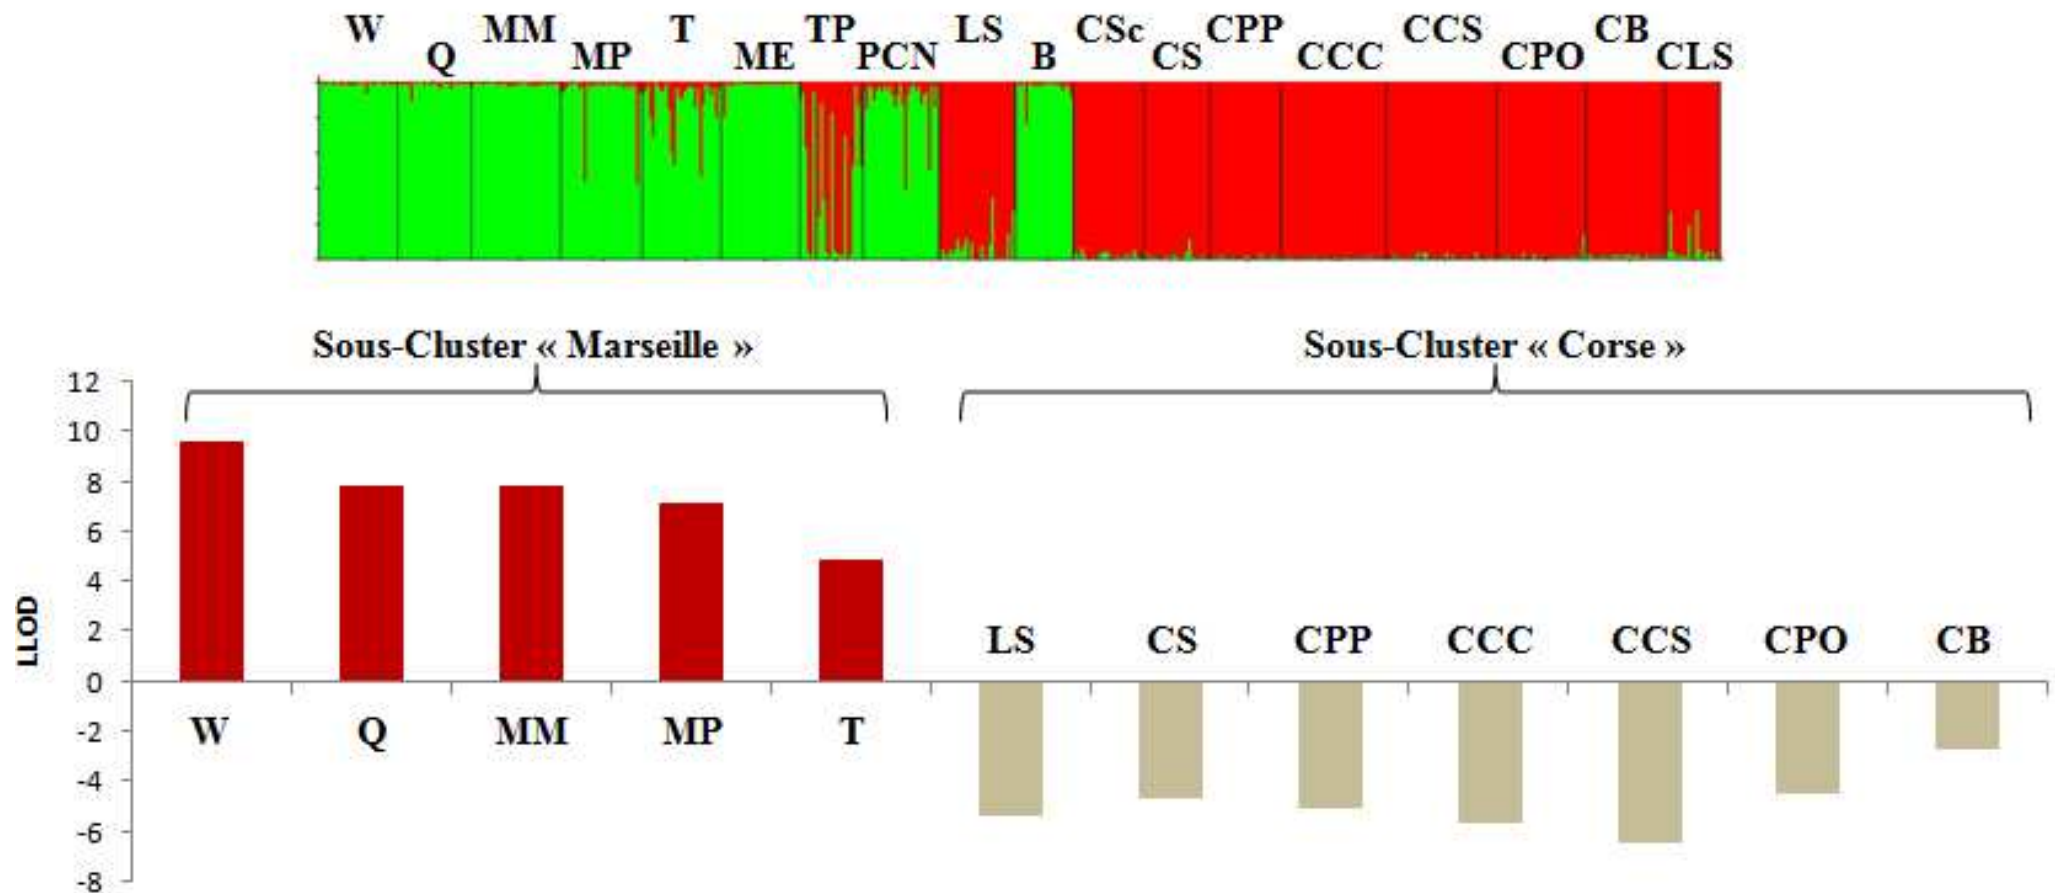 W Q MM MP T ME TP PCN LS B CSc CS CPP CCC CCS CPO CB CLS
Sous-Cluster « Marseille » Sous-Cluster « Corse »
12
10
8
6
4
2
0
-2
-4
-6
-8
LLOD
LS CS CPP CCC CCS CPO CB
W Q MM MP T